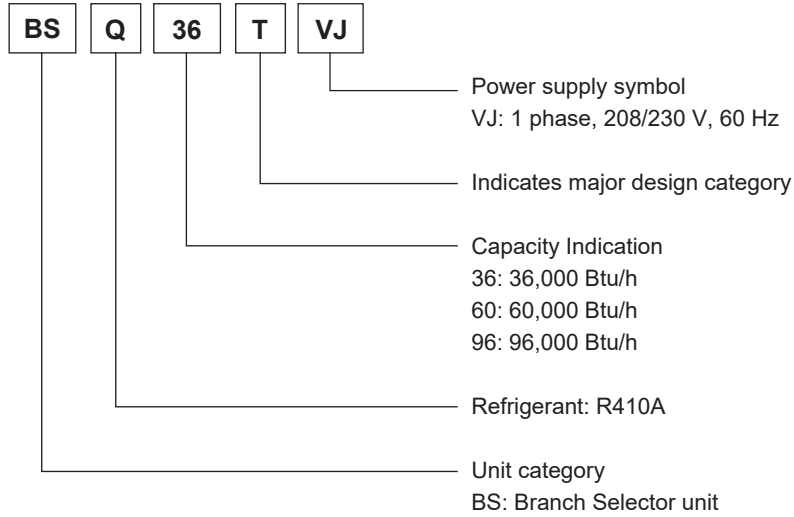 BS Q 36 T VJ
Power supply symbol
VJ: 1 phase, 208/230 V, 60 Hz
Indicates major design category
Capacity Indication
36: 36,000 Btu/h
60: 60,000 Btu/h
96: 96,000 Btu/h
Refrigerant: R410A
Unit category
BS: Branch Selector unit